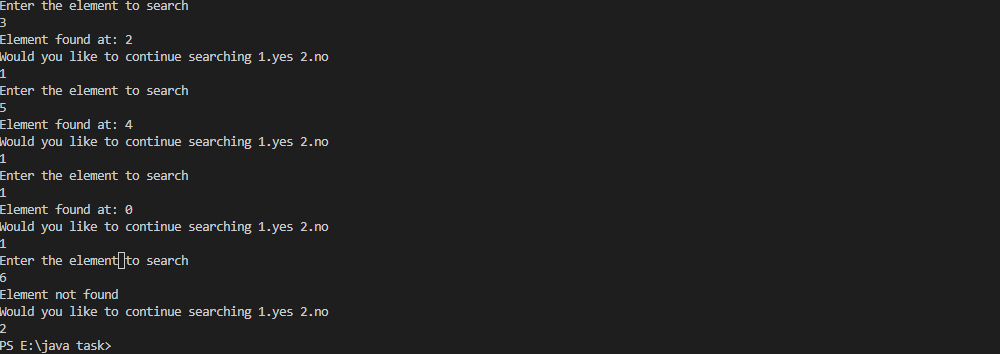 Enter the element to search
3
Element found at: 2
Would you like to continue searching 1.yes 2.no
1
Enter the element to search
5
Element found at: 4
Would you like to continue searching 1.yes 2.no
1
Enter the element to search
1
Element found at: 0
Would you like to continue searching 1.yes 2.no
1
Enter the element to search
6
Element not found
Would you like to continue searching 1.yes 2.no
2
PS E:\java task>